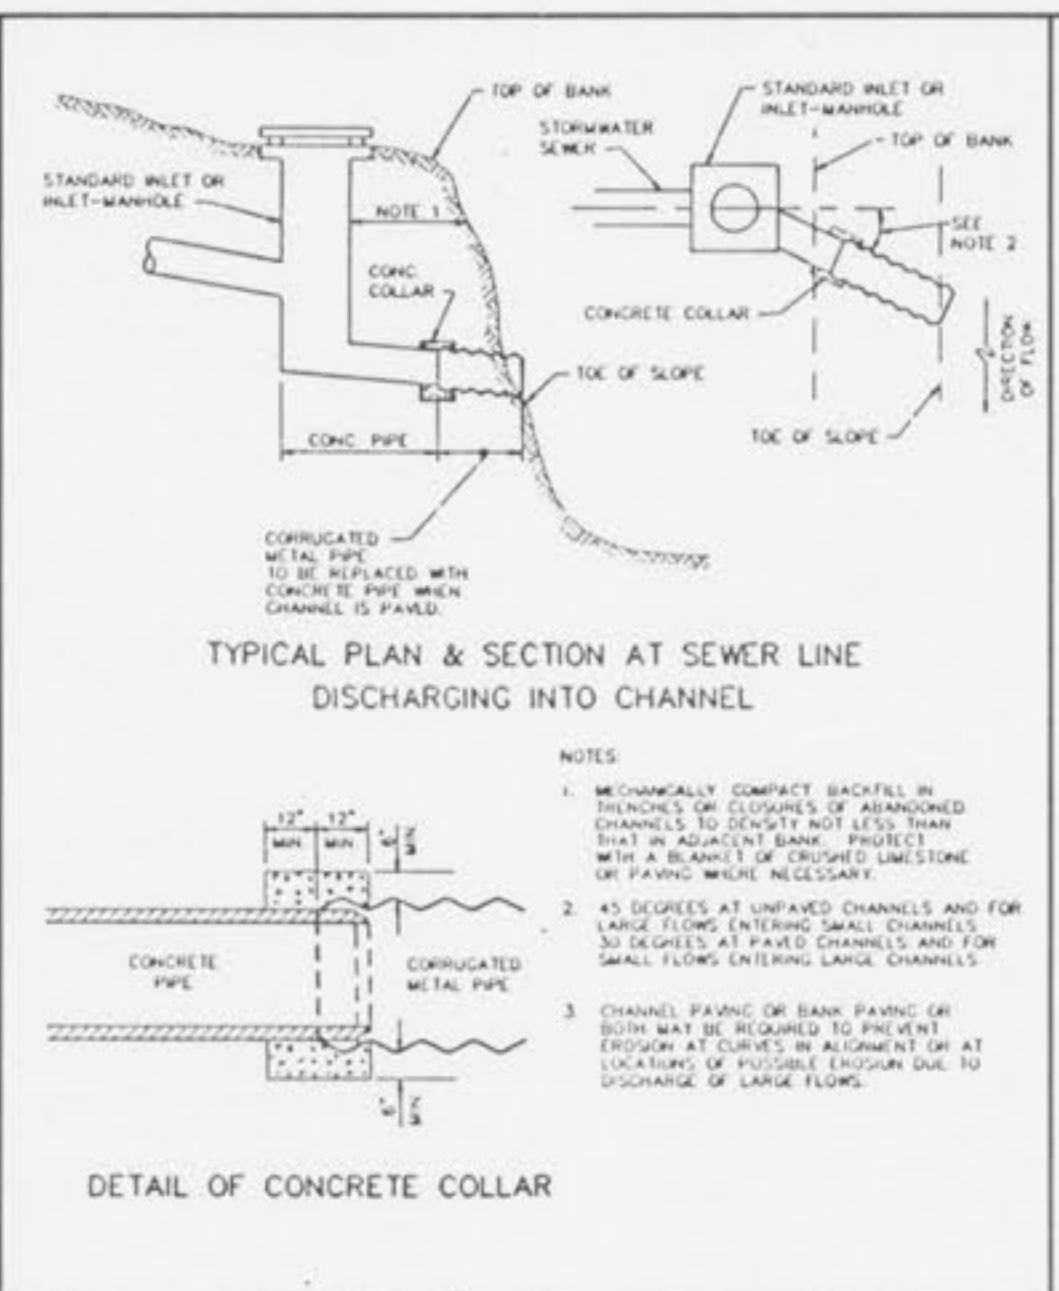 TOP OF BANK
STANDARD INLET OR
INLET-MANHOLE
NOTE 1
CONC.
COLLAR
TOE OF SLOPE
CONC. PIPE
CORRUGATED
METAL PIPE
TO BE REPLACED WITH
CONCRETE PIPE WHEN
CHANNEL IS PAVED.
STANDARD INLET OR
INLET-MANHOLE
STORMWATER
SEWER
TOP OF BANK
SEE
NOTE 2
CONCRETE COLLAR
DIRECTION
OF FLOW
TOE OF SLOPE
TYPICAL PLAN & SECTION AT SEWER LINE
DISCHARGING INTO CHANNEL
12" 12"
MIN. MIN.
6"
MIN.
CONCRETE
PIPE
CORRUGATED
METAL PIPE
6"
MIN.
DETAIL OF CONCRETE COLLAR
NOTES:
1. MECHANICALLY COMPACT BACKFILL IN
TRENCHES OR CLOSURES OF ABANDONED
CHANNELS TO DENSITY NOT LESS THAN
THAT IN ADJACENT BANK. PROTECT
WITH A BLANKET OF CRUSHED LIMESTONE
OR PAVING WHERE NECESSARY.
2. 45 DEGREES AT UNPAVED CHANNELS AND FOR
LARGE FLOWS ENTERING SMALL CHANNELS
30 DEGREES AT PAVED CHANNELS AND FOR
SMALL FLOWS ENTERING LARGE CHANNELS
3. CHANNEL PAVING OR BANK PAVING OR
BOTH MAY BE REQUIRED TO PREVENT
EROSION AT CURVES IN ALIGNMENT OR AT
LOCATIONS OF POSSIBLE EROSION DUE TO
DISCHARGE OF LARGE FLOWS.